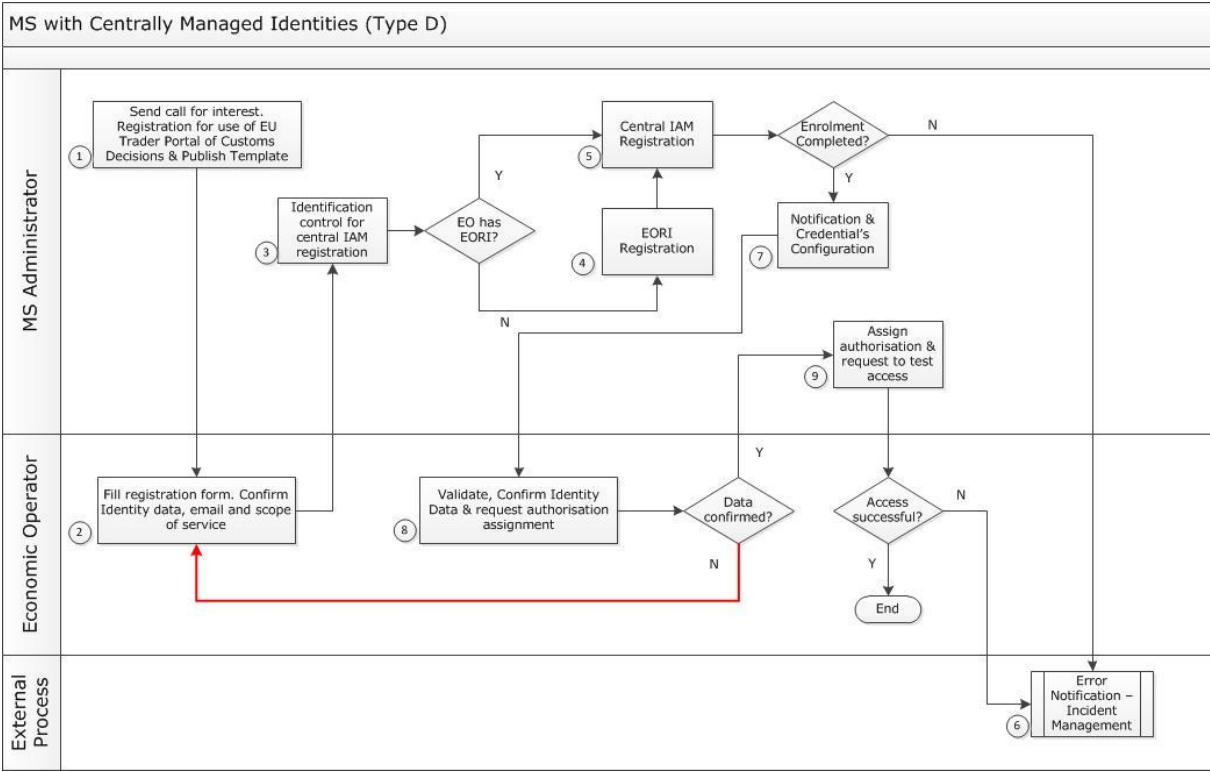 MS with Centrally Managed Identities (Type D)
MS Administrator
Send call for interest.
Registration for use of EU
Trader Portal of Customs
Decisions & Publish Template
1
Identification
control for
central IAM
registration
3
EO has
EORI?
Y
N
Central IAM
Registration
5
EORI
Registration
4
Enrolment
Completed?
N
Y
Notification &
Credential's
Configuration
7
Assign
authorisation &
request to test
access
9
Economic Operator
Fill registration form. Confirm
Identity data, email and scope
of service
2
Validate, Confirm Identity
Data & request authorisation
assignment
8
Data
confirmed?
Y
N
Access
successful?
N
Y
End
External
Process
Error
Notification –
Incident
Management
6